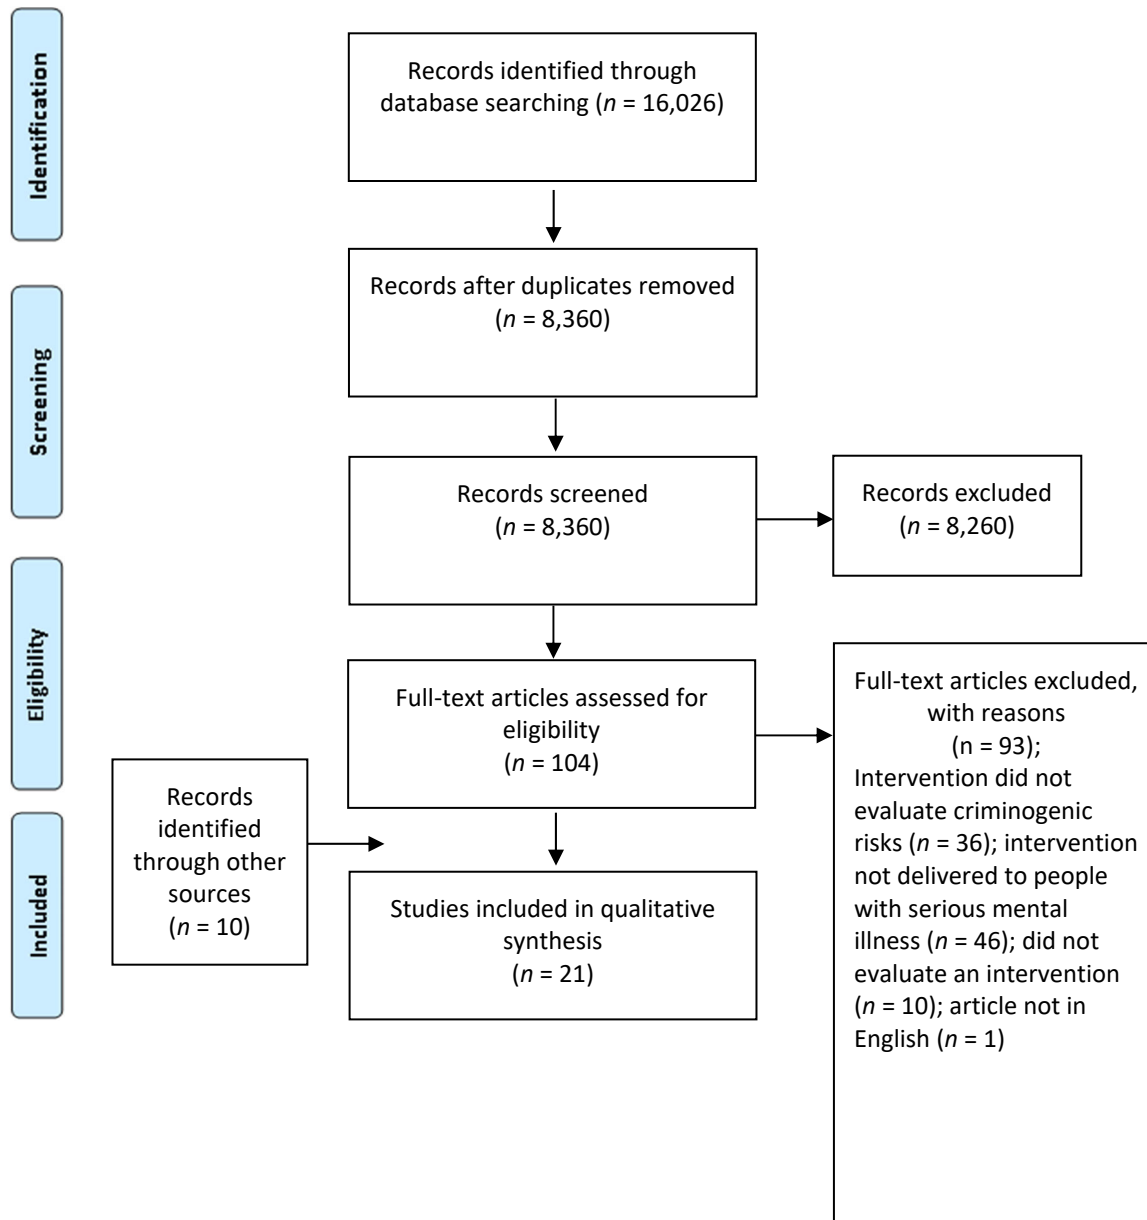 Identification
Records identified through
database searching (n = 16,026)
Records after duplicates removed
(n = 8,360)
Screening
Records screened
(n = 8,360)
Records excluded
(n = 8,260)
Eligibility
Full-text articles assessed for
eligibility
(n = 104)
Full-text articles excluded,
with reasons
(n = 93);
Intervention did not
evaluate criminogenic
risks (n = 36); intervention
not delivered to people
with serious mental
illness (n = 46); did not
evaluate an intervention
(n = 10); article not in
English (n = 1)
Records
identified
through other
sources
(n = 10)
Included
Studies included in qualitative
synthesis
(n = 21)